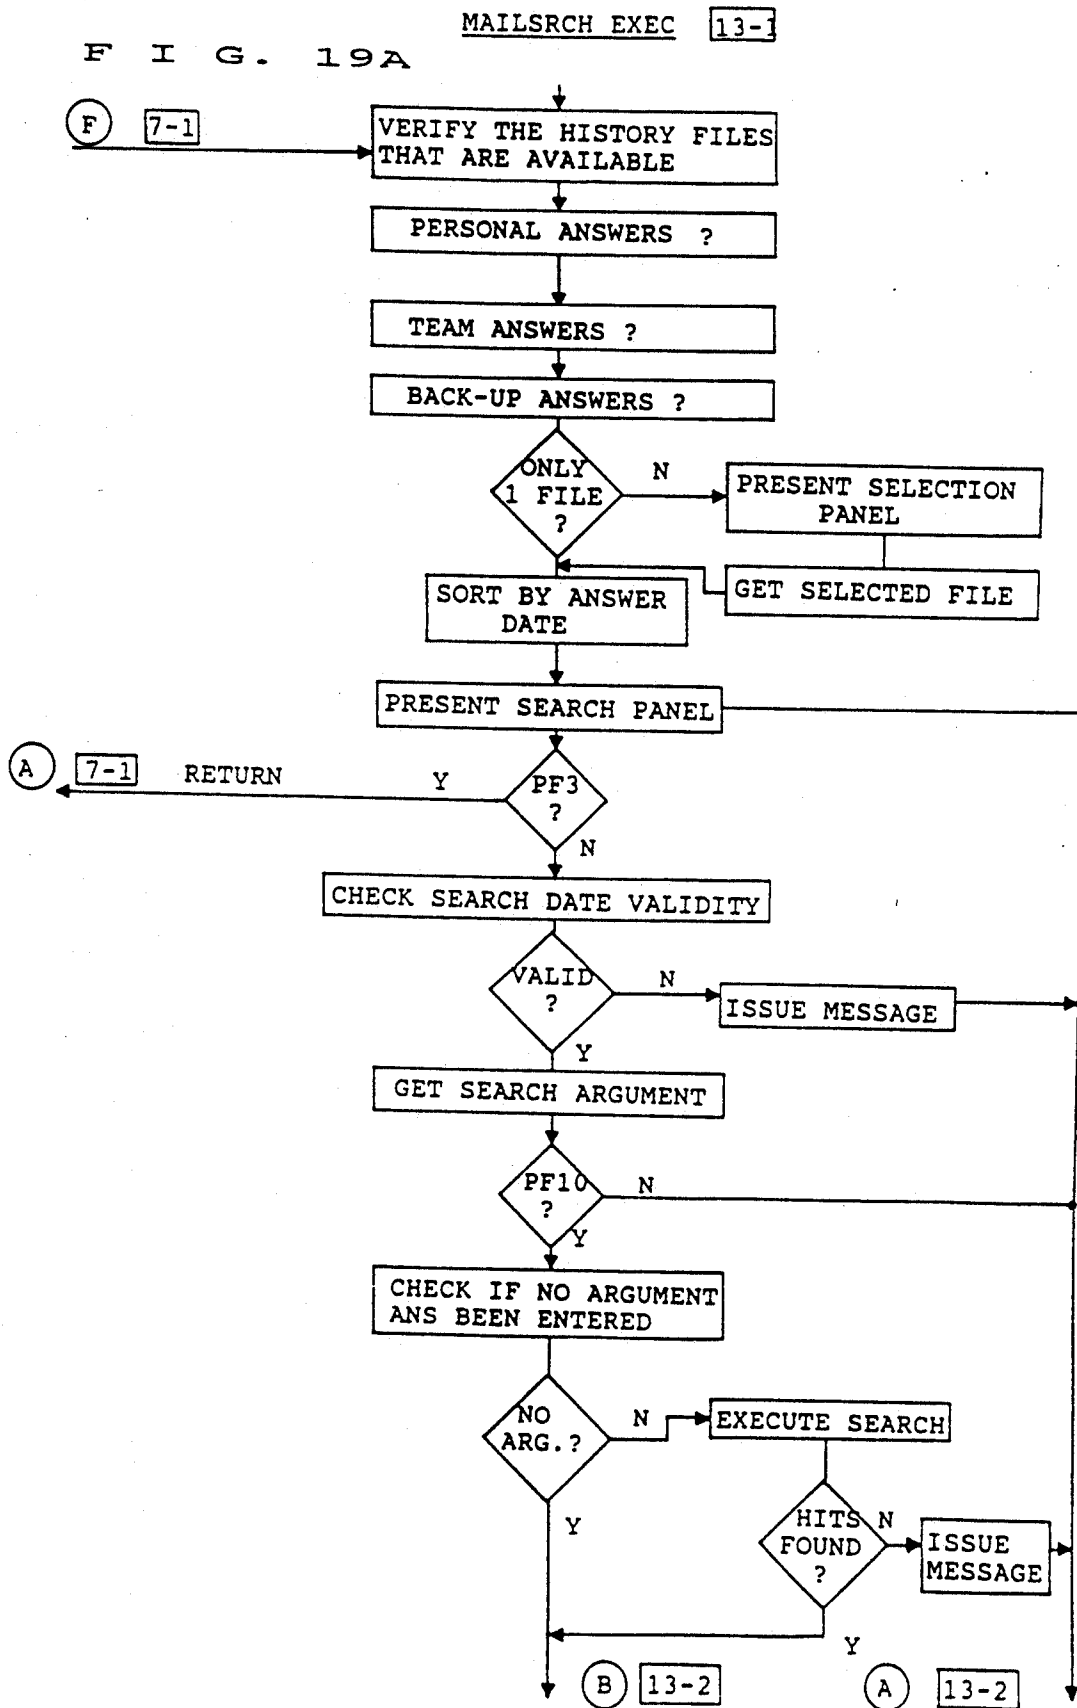 MAILSRCH EXEC 13-1
F I G. 19A
F 7-1
VERIFY THE HISTORY FILES
THAT ARE AVAILABLE
PERSONAL ANSWERS ?
TEAM ANSWERS ?
BACK-UP ANSWERS ?
ONLY
1 FILE
?
N
PRESENT SELECTION
PANEL
GET SELECTED FILE
SORT BY ANSWER
DATE
PRESENT SEARCH PANEL
A 7-1 RETURN Y
PF3
?
N
CHECK SEARCH DATE VALIDITY
VALID
?
N
ISSUE MESSAGE
Y
GET SEARCH ARGUMENT
PF10
?
N
Y
CHECK IF NO ARGUMENT
ANS BEEN ENTERED
NO
ARG.?
N
EXECUTE SEARCH
Y
HITS
FOUND
?
N
ISSUE
MESSAGE
Y
B 13-2
A 13-2